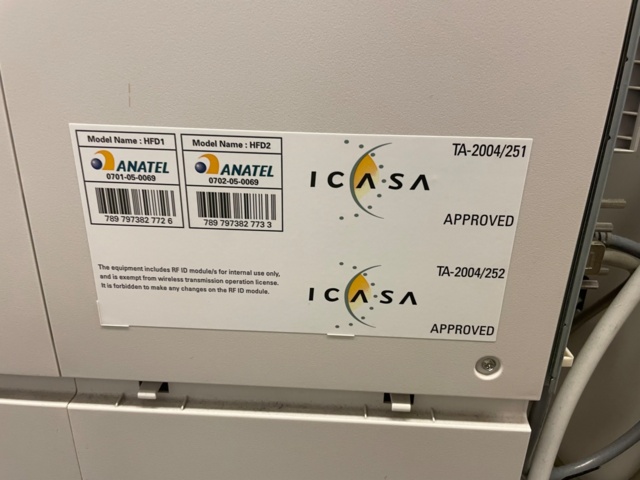 Model Name : HFD1
ANATEL
0701-05-0069
789 797382 772 6
Model Name : HFD2
ANATEL
0702-05-0069
789 797382 773 3
ICASA
TA-2004/251
APPROVED
The equipment includes RF ID module/s for internal use only,
and is exempt from wireless transmission operation license.
It is forbidden to make any changes on the RF ID module.
ICASA
TA-2004/252
APPROVED